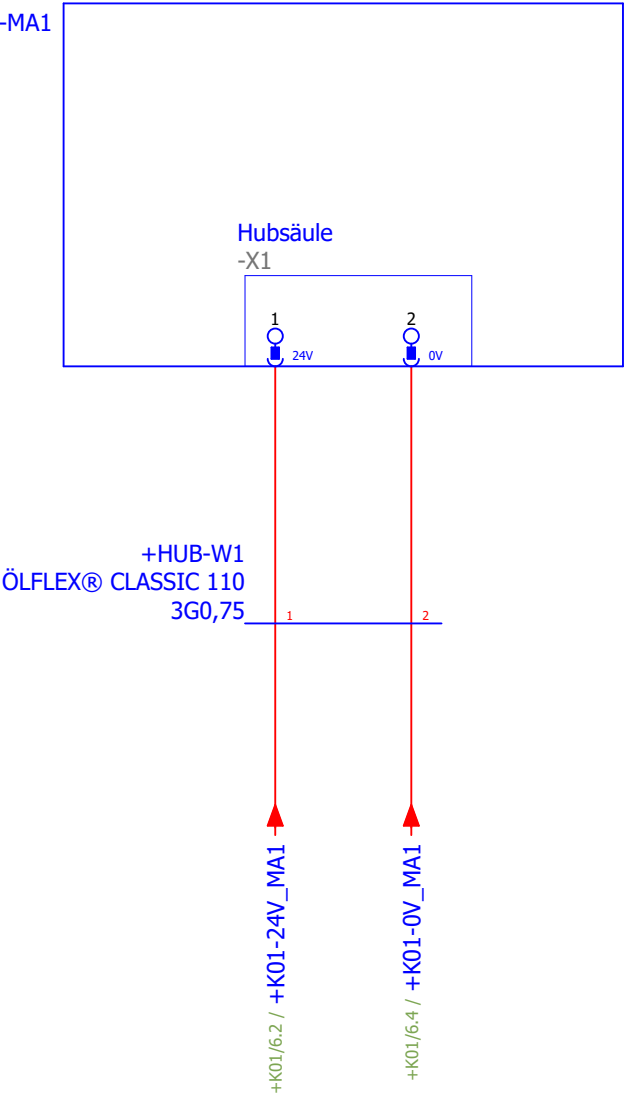 -MA1
Hubsäule
-X1
1
2
24V
0V
+HUB-W1
ÖLFLEX® CLASSIC 110
3G0,75
1
2
+K01/6.2 / +K01-24V_MA1
+K01/6.4 / +K01-0V_MA1